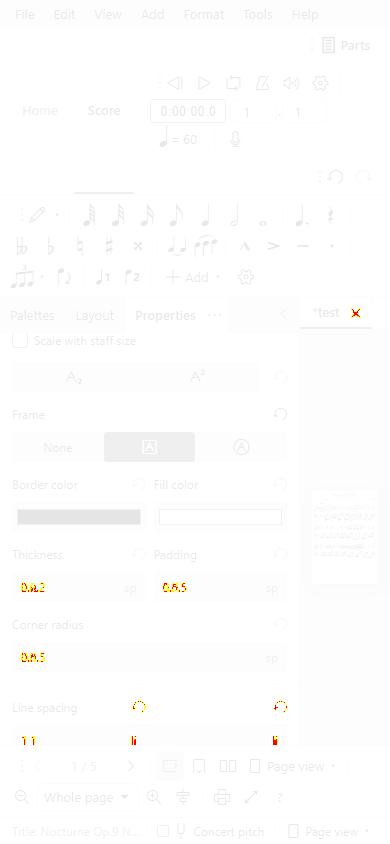 File Edit View Add Format Tools Help
Parts
Home Score 0:00:00.0 1 . 1
= 60
Add
Palettes Layout Properties *test
Scale with staff size
Frame
None
Border color Fill color
Thickness Padding
sp sp
Corner radius
sp
Line spacing
1 / 5 Page view
Whole page ?
Title: Nocturne Op.9 N... Concert pitch Page view